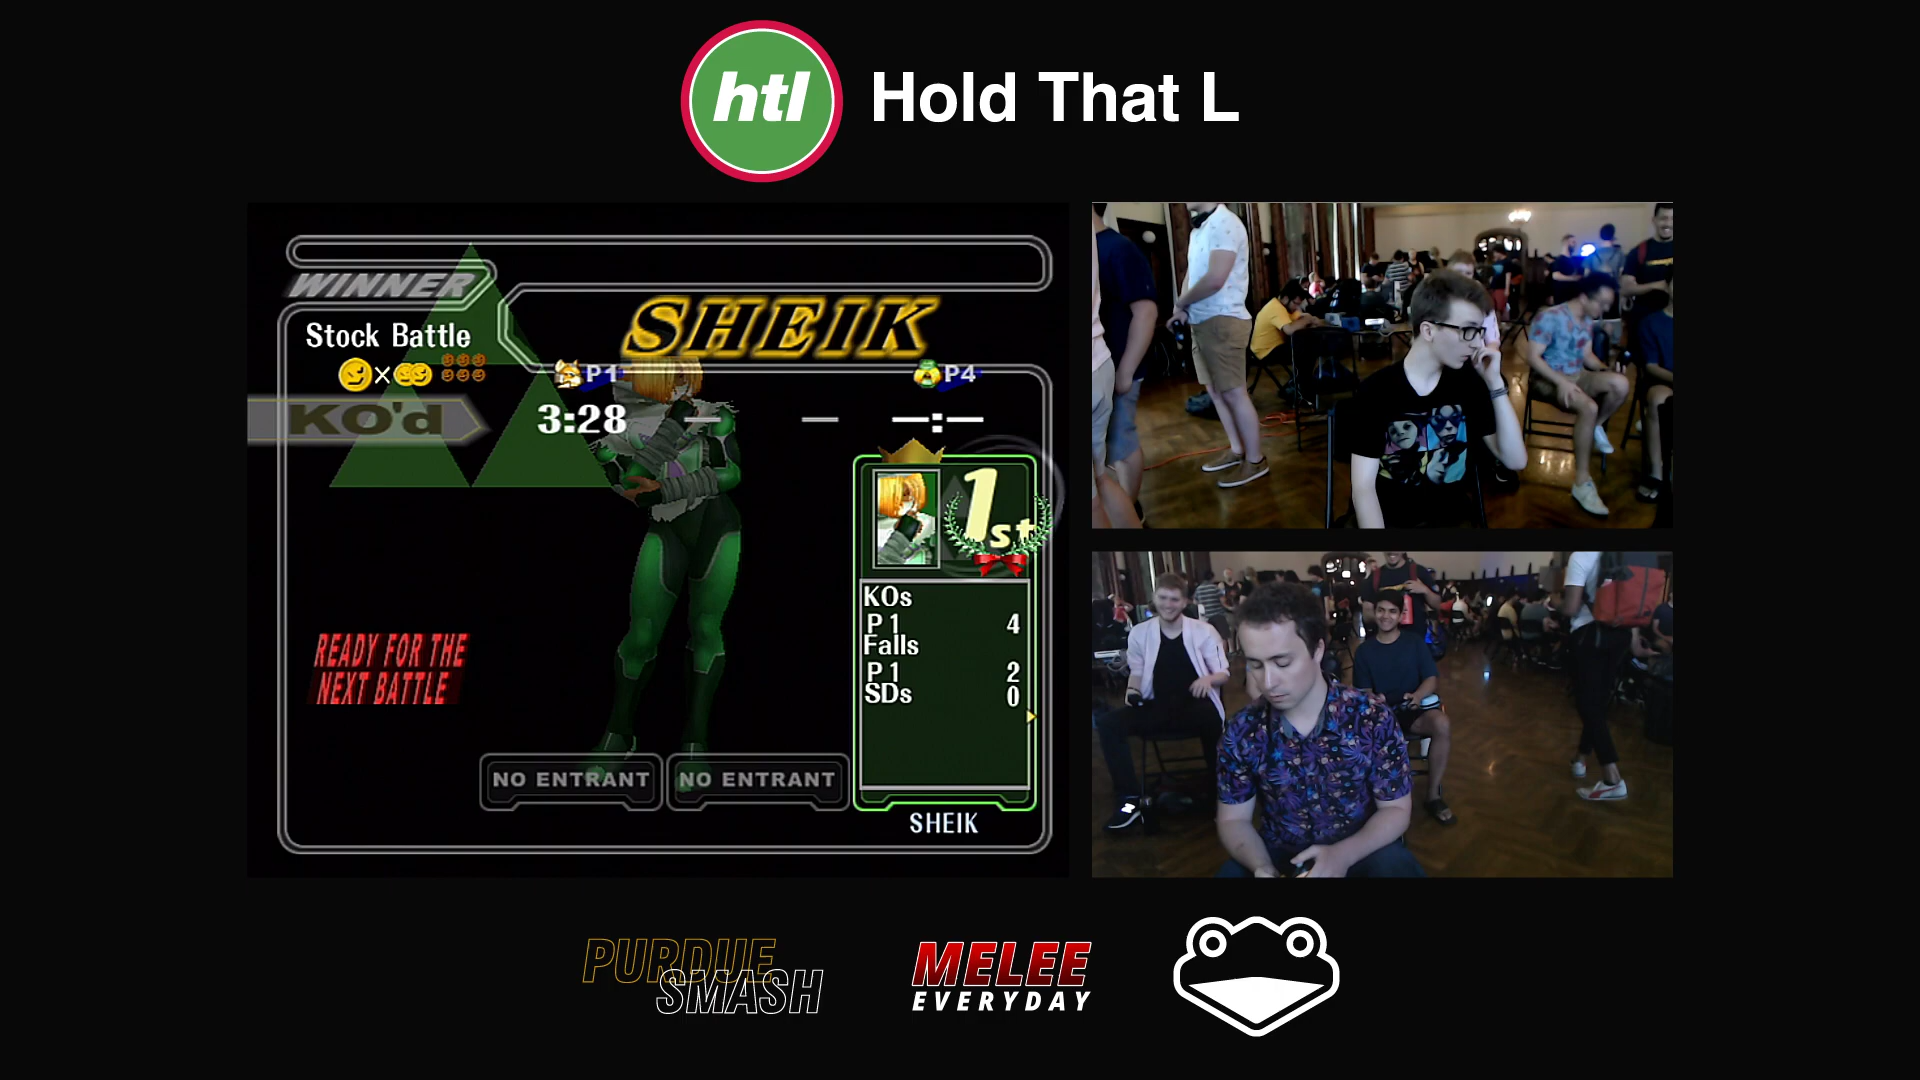 htl
Hold That L
WINNER
SHEIK
Stock Battle
P1
P4
KO'd
3:28
1st
KOs
P1 4
Falls
P1 2
SDs 0
READY FOR THE
NEXT BATTLE
NO ENTRANT
NO ENTRANT
SHEIK
PURDUE
SMASH
MELEE
EVERYDAY